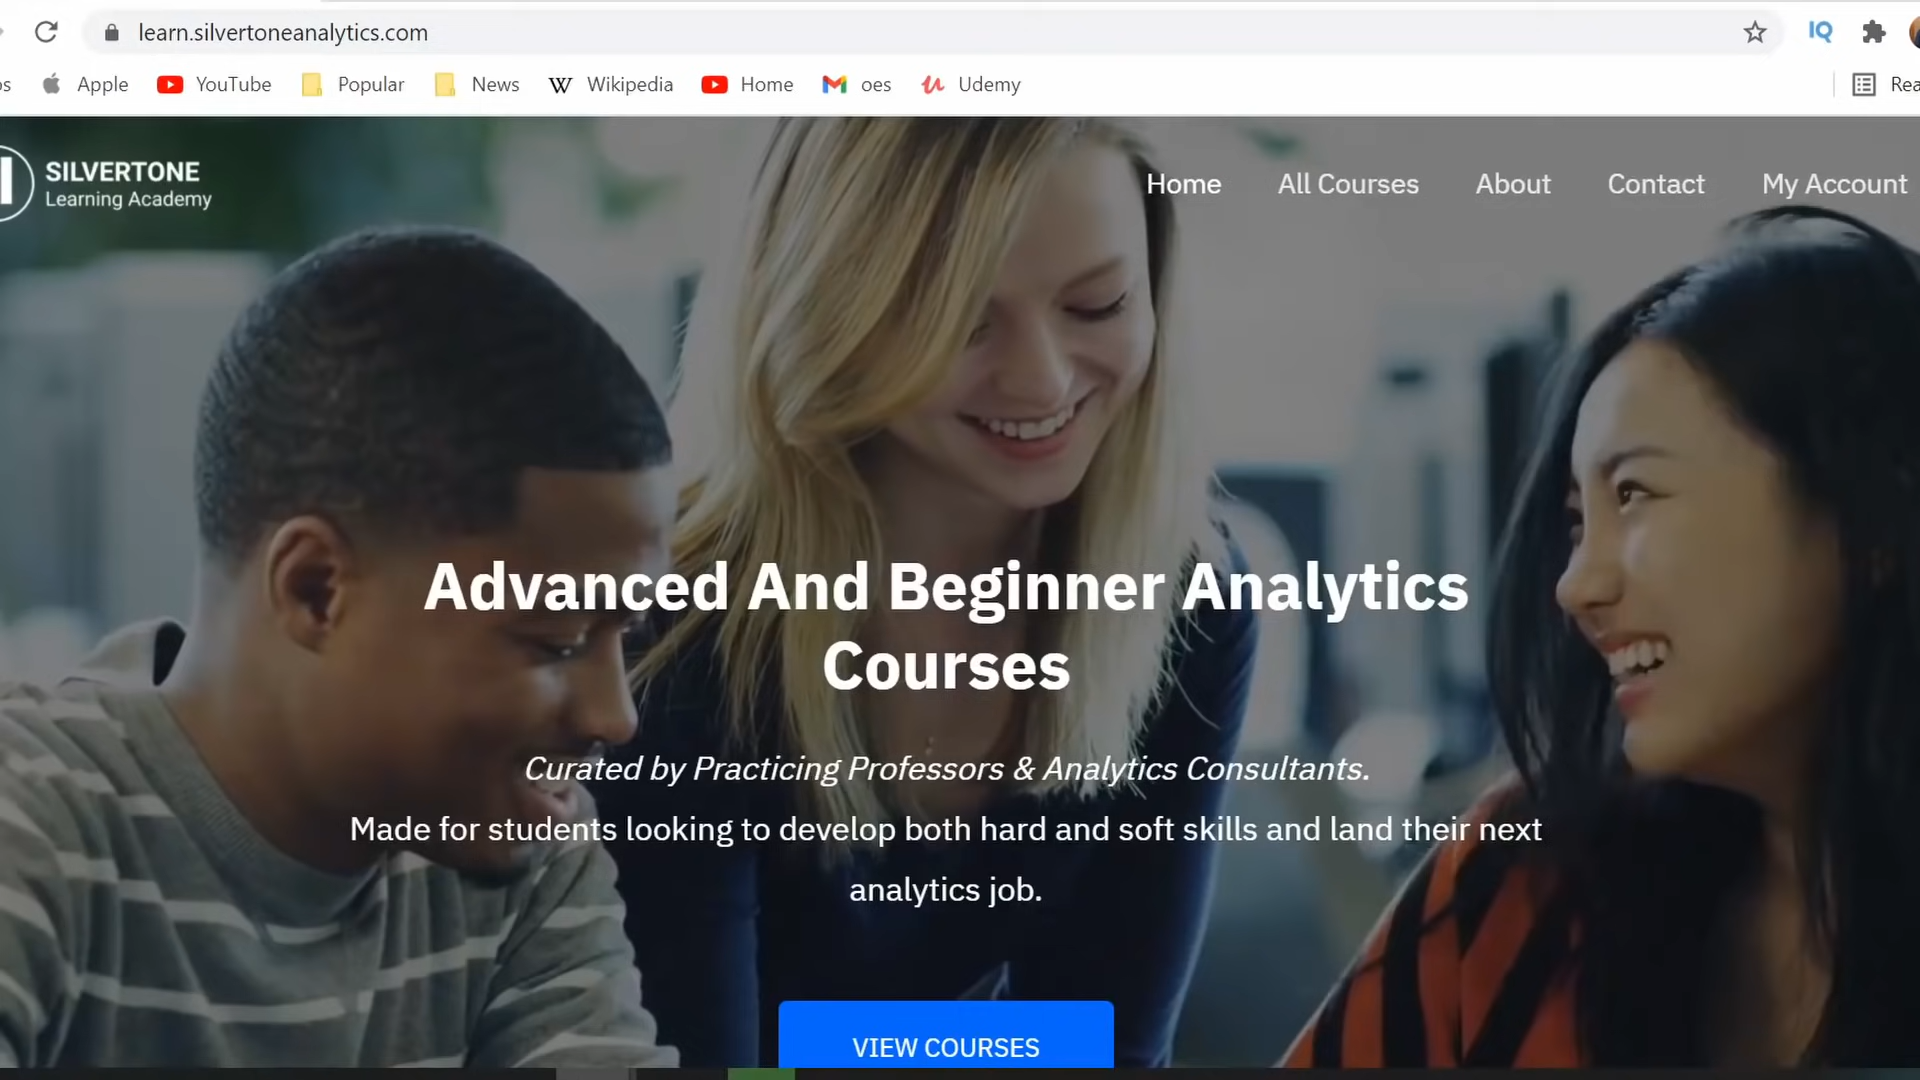 learn.silvertoneanalytics.com
IQ
Apple YouTube Popular News Wikipedia Home oes Udemy
SILVERTONE
Learning Academy
Home All Courses About Contact My Account
Advanced And Beginner Analytics
Courses
Curated by Practicing Professors & Analytics Consultants.
Made for students looking to develop both hard and soft skills and land their next
analytics job.
VIEW COURSES